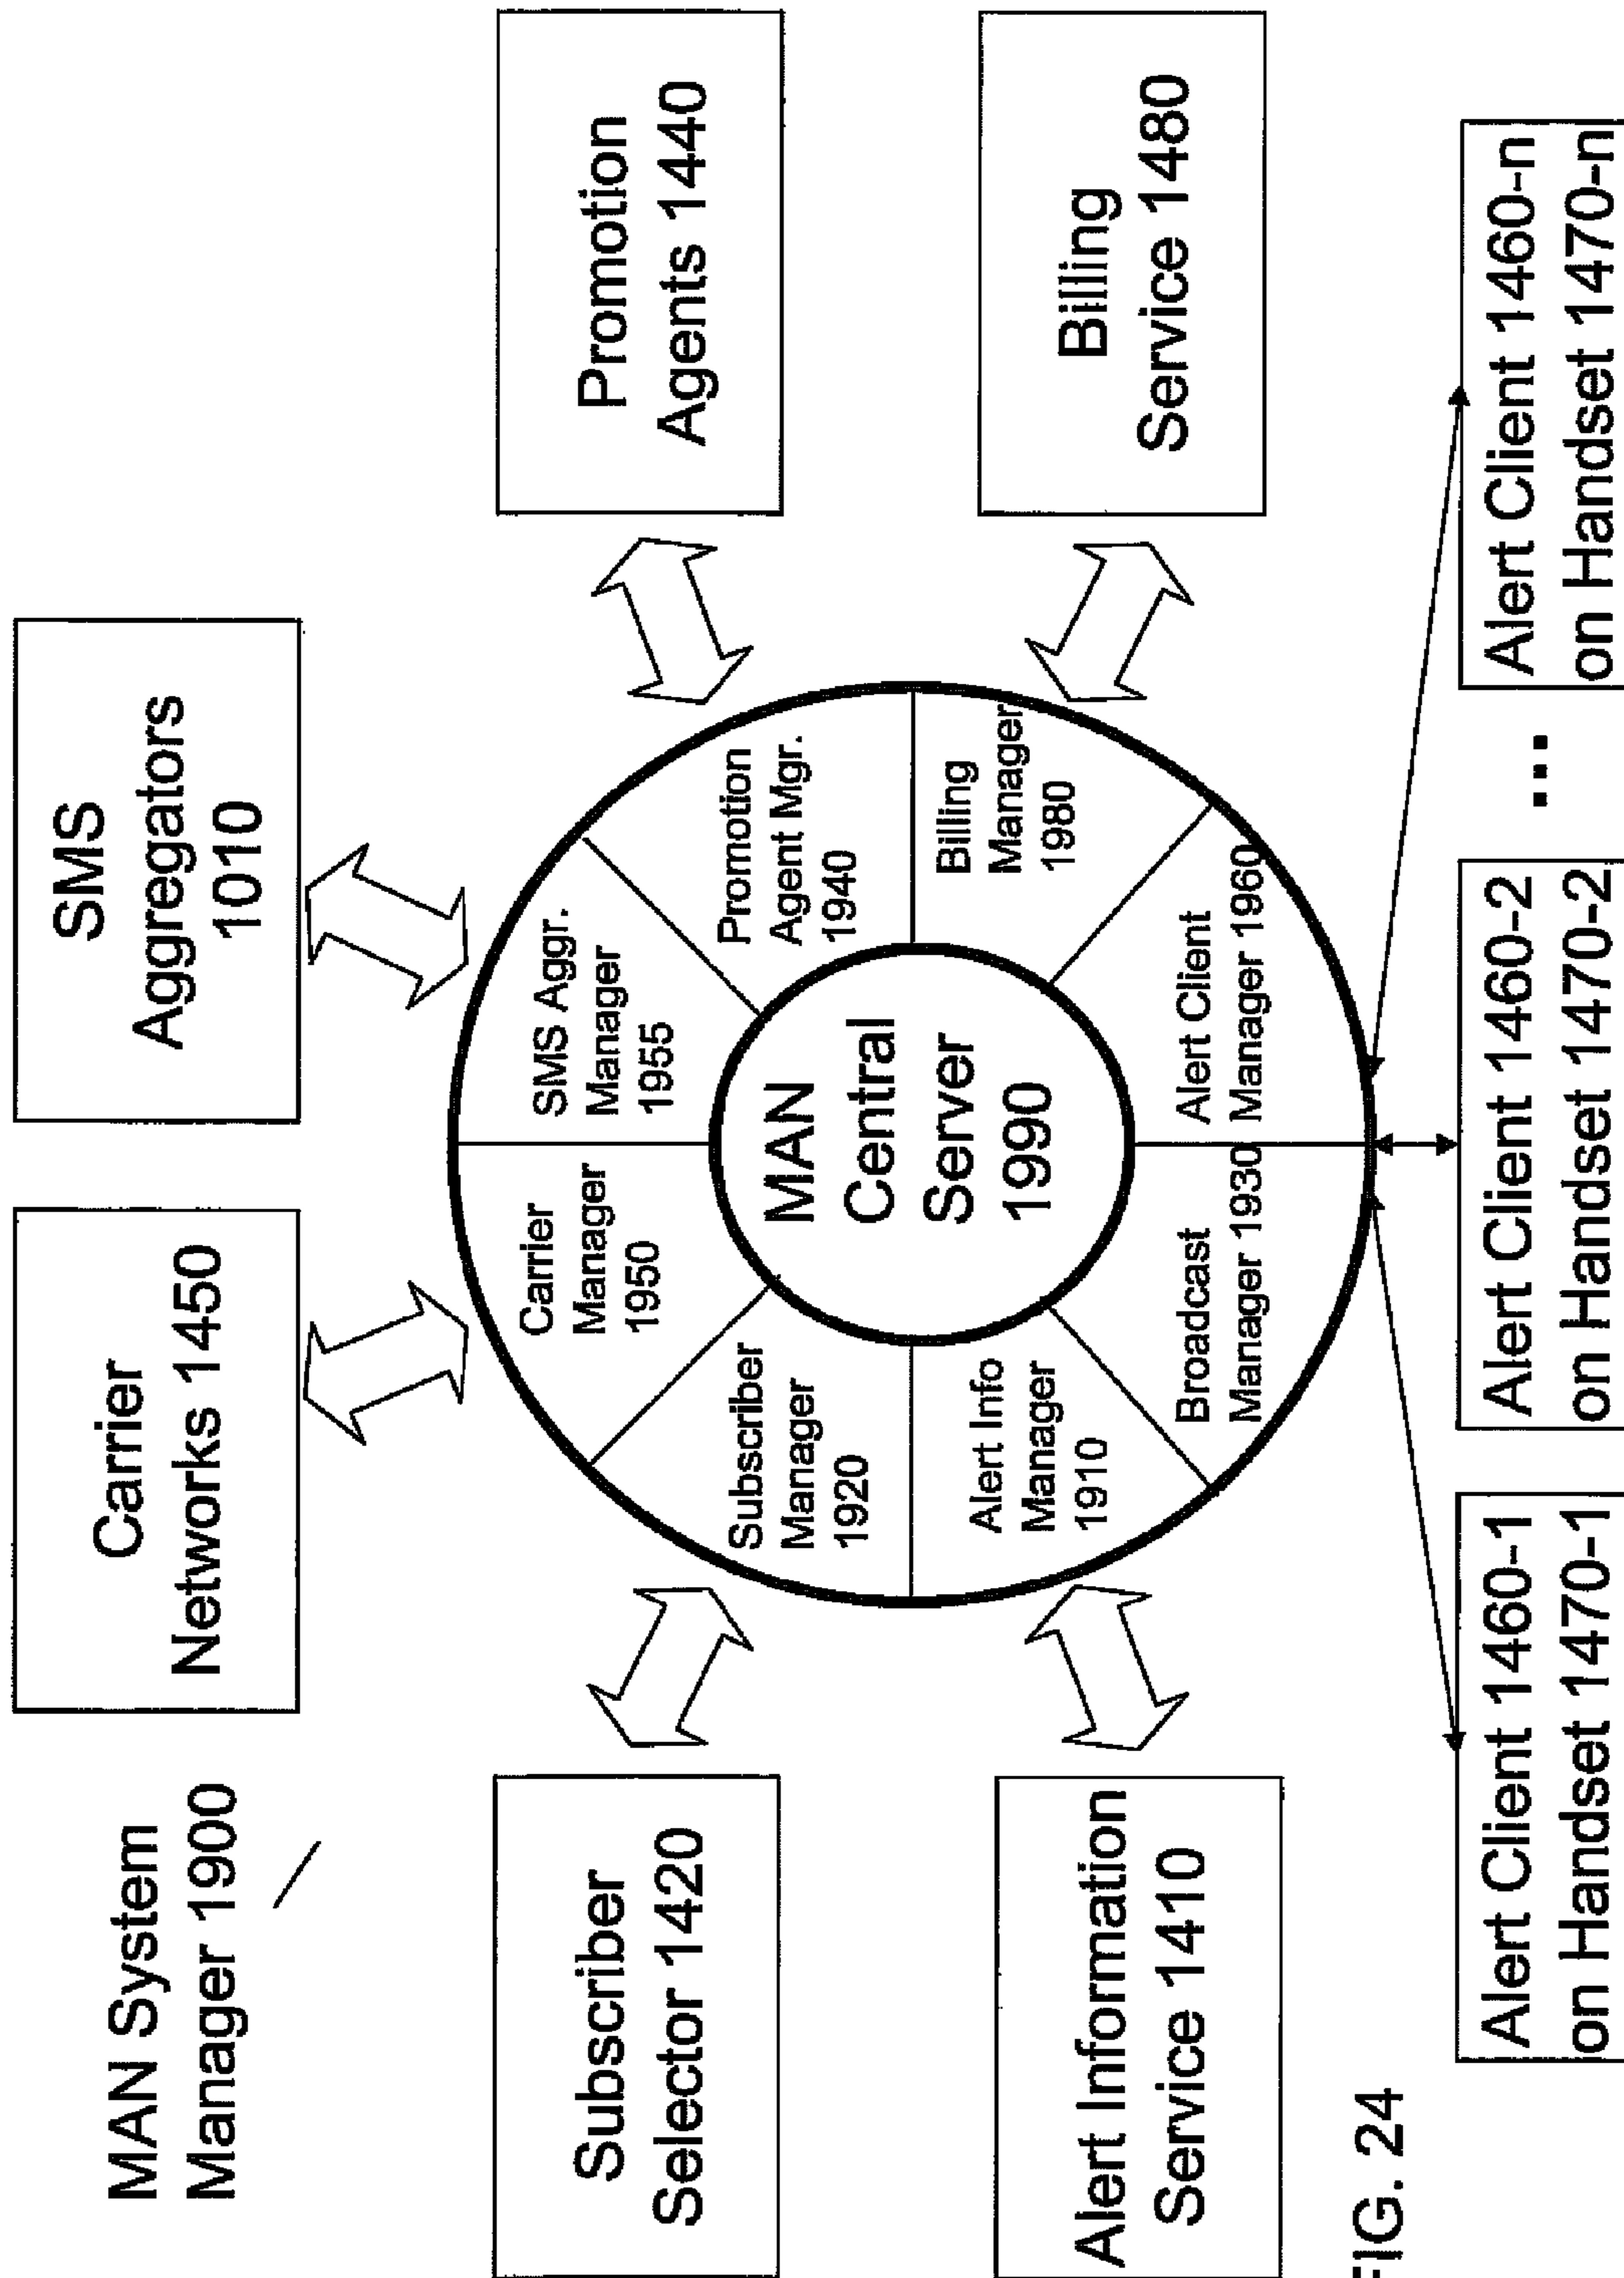 MAN System
Manager 1900
Carrier
Networks 1450
SMS
Aggregators
1010
Subscriber
Selector 1420
Promotion
Agents 1440
Alert Information
Service 1410
Billing
Service 1480
Carrier
Manager
1950
SMS Aggr.
Manager
1955
Subscriber
Manager
1920
Promotion
Agent Mgr.
1940
MAN
Central
Server
1990
Alert Info
Manager
1910
Billing
Manager
1980
Broadcast
Manager 1930
Alert Client
Manager 1960
FIG. 24
Alert Client 1460-1
on Handset 1470-1
Alert Client 1460-2
on Handset 1470-2
...
Alert Client 1460-n
on Handset 1470-n